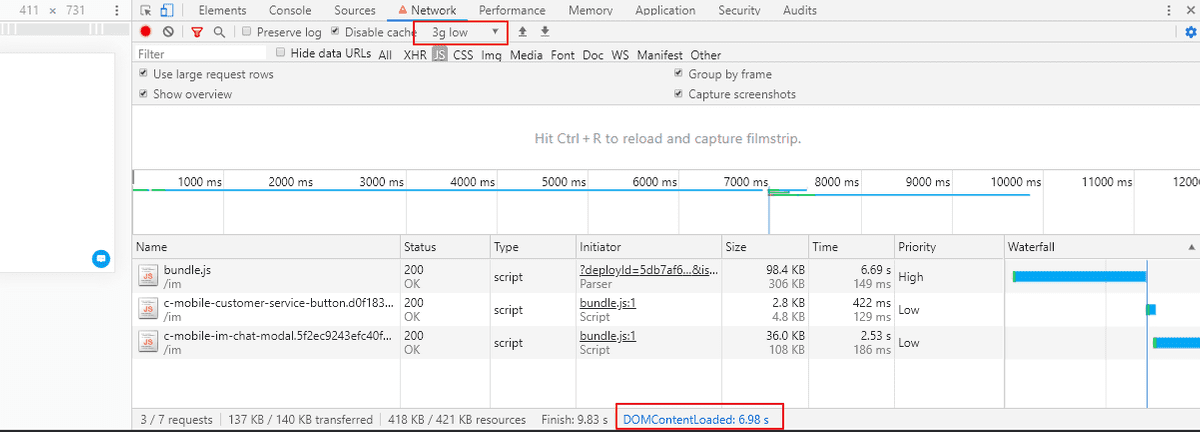 411 × 731
Elements Console Sources Network Performance Memory Application Security Audits
Preserve log Disable cache 3g low
Filter Hide data URLs All XHR JS CSS Img Media Font Doc WS Manifest Other
Use large request rows Group by frame
Show overview Capture screenshots
Hit Ctrl + R to reload and capture filmstrip.
1000 ms 2000 ms 3000 ms 4000 ms 5000 ms 6000 ms 7000 ms 8000 ms 9000 ms 10000 ms 11000 ms 12000
Name Status Type Initiator Size Time Priority Waterfall
bundle.js 200 script ?deployId=5db7af6...&is... 98.4 KB 6.69 s High
/im OK Parser 306 KB 149 ms
c-mobile-customer-service-button.d0f183... 200 script bundle.js:1 2.8 KB 422 ms Low
/im OK Script 4.8 KB 129 ms
c-mobile-im-chat-modal.5f2ec9243efc40f... 200 script bundle.js:1 36.0 KB 2.53 s Low
/im OK Script 108 KB 186 ms
3 / 7 requests 137 KB / 140 KB transferred 418 KB / 421 KB resources Finish: 9.83 s DOMContentLoaded: 6.98 s